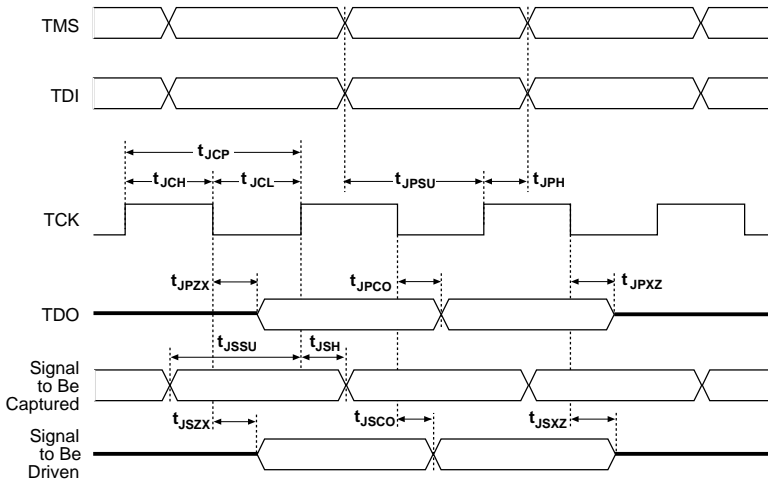 TMS
TDI
tJCP
tJCH
tJCL
tJPSU
tJPH
TCK
tJPZX
tJPCO
tJPXZ
TDO
tJSSU
tJSH
Signal
to Be
Captured
tJSZX
tJSCO
tJSXZ
Signal
to Be
Driven